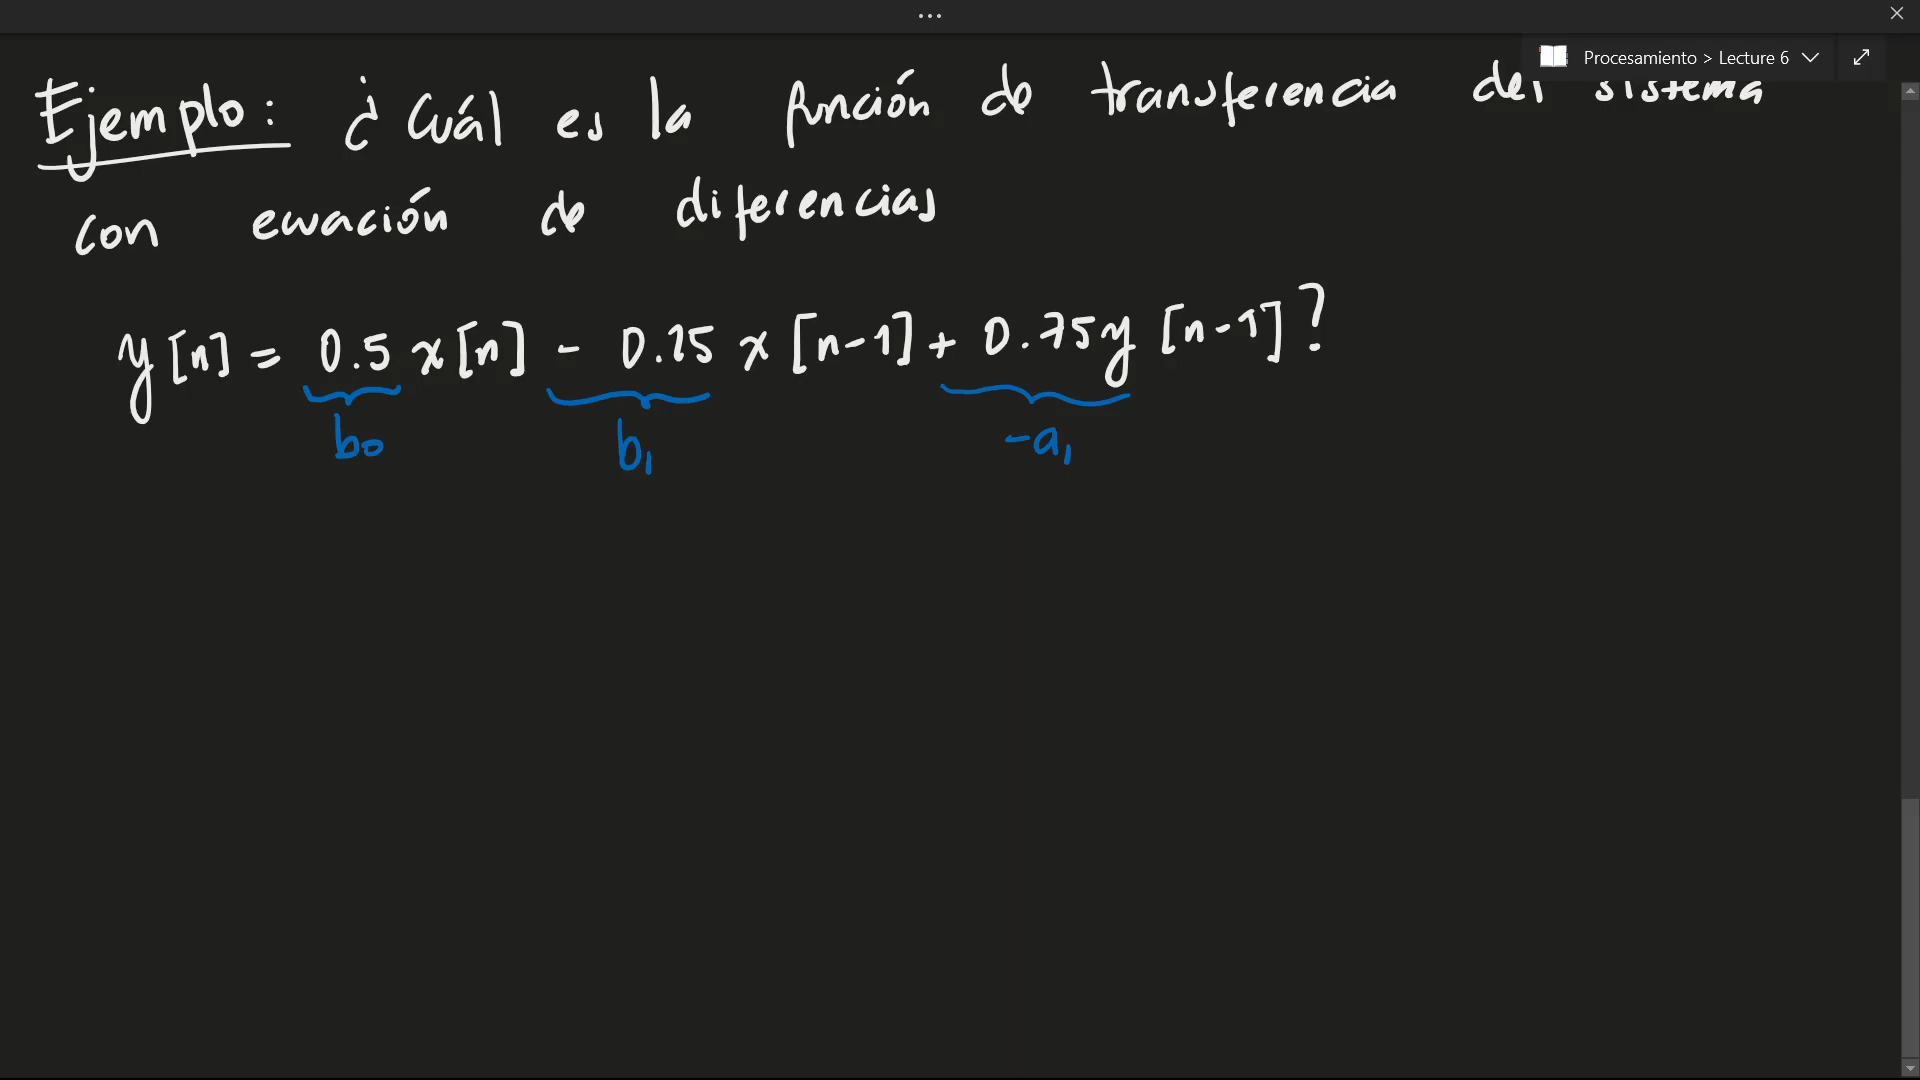 Procesamiento > Lecture 6
Ejemplo: ¿Cuál es la función de transferencia del sistema
con ecuación de diferencias
y[n] = 0.5 x[n] - 0.25 x[n-1] + 0.75y [n-1]?
b₀ b₁ -a₁